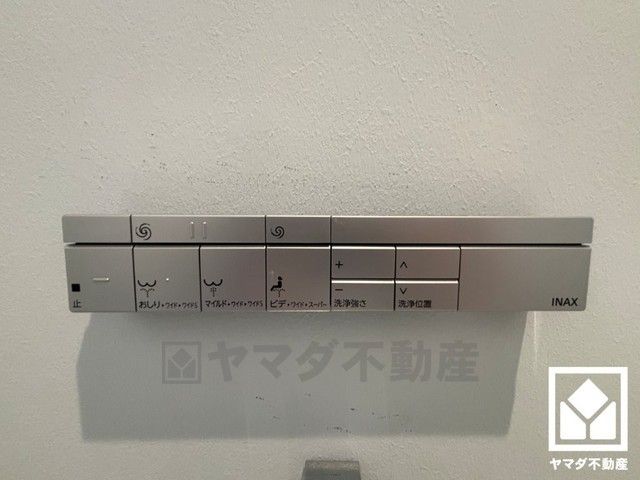 止
おしり・ワイド・ワイドS
マイルド・ワイド・ワイドS
ビデ・ワイド・スーパー
+
−
洗浄強さ
∧
∨
洗浄位置
INAX
ヤマダ不動産
ヤマダ不動産